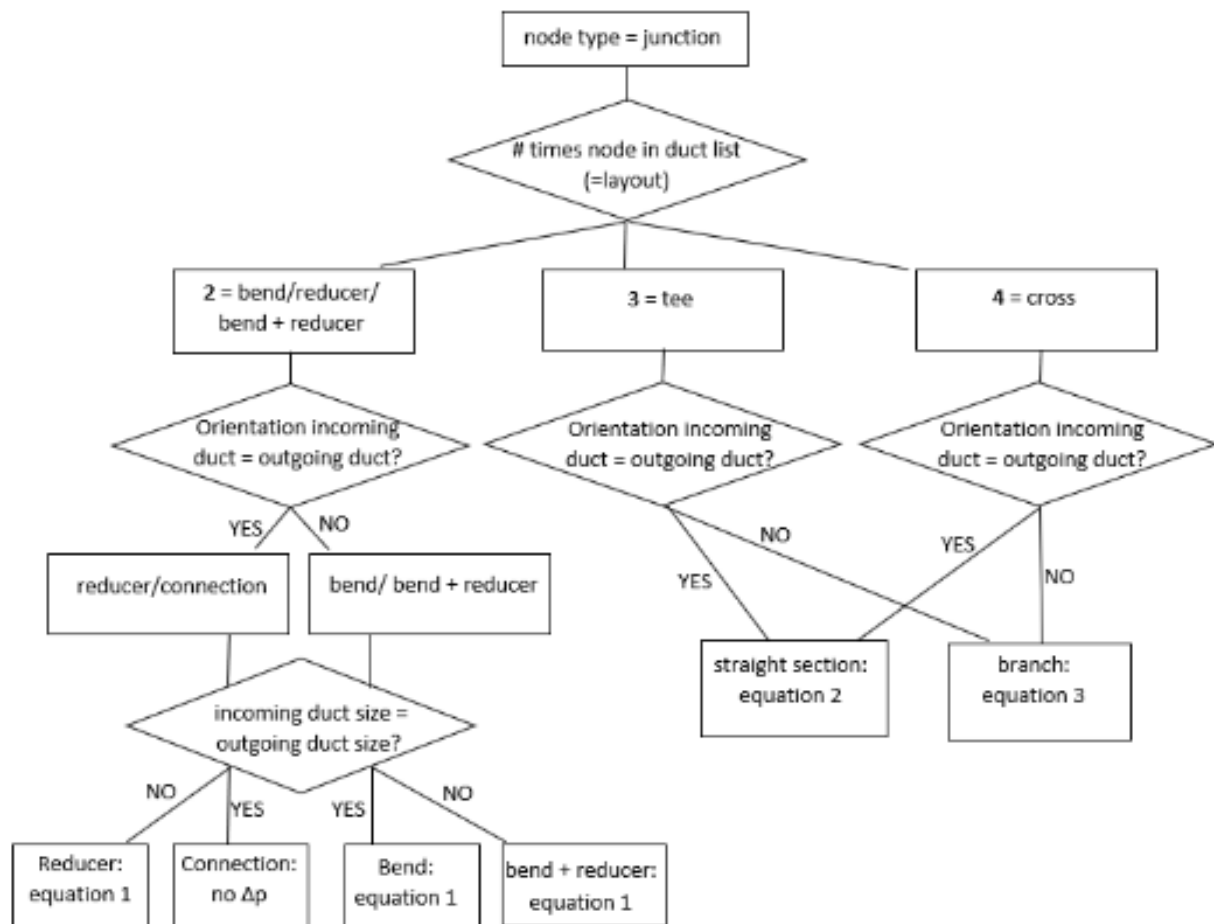 node type = junction
# times node in duct list
(=layout)
2 = bend/reducer/
bend + reducer
3 = tee
4 = cross
Orientation incoming
duct = outgoing duct?
Orientation incoming
duct = outgoing duct?
Orientation incoming
duct = outgoing duct?
YES
NO
YES
NO
YES
NO
reducer/connection
bend/ bend + reducer
straight section:
equation 2
branch:
equation 3
incoming duct size =
outgoing duct size?
NO
YES
YES
NO
Reducer:
equation 1
Connection:
no Δp
Bend:
equation 1
bend + reducer:
equation 1